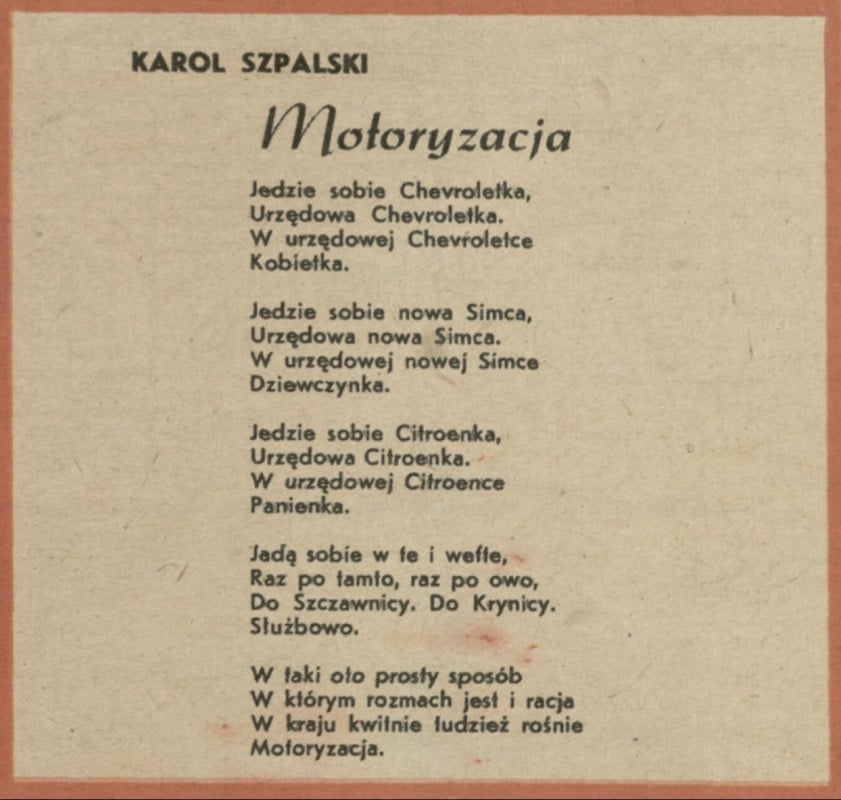 KAROL SZPALSKI
Motoryzacja
Jedzie sobie Chevroletka,
Urzędowa Chevroletka.
W urzędowej Chevroletce
Kobietka.
Jedzie sobie nowa Simca,
Urzędowa nowa Simca.
W urzędowej nowej Simce
Dziewczynka.
Jedzie sobie Citroenka,
Urzędowa Citroenka.
W urzędowej Citroence
Panienka.
Jadą sobie w te i wefte,
Raz po tamto, raz po owo,
Do Szczawnicy. Do Krynicy.
Służbowo.
W taki oto prosty sposób
W którym rozmach jest i racja
W kraju kwitnie tudzież rośnie
Motoryzacja.